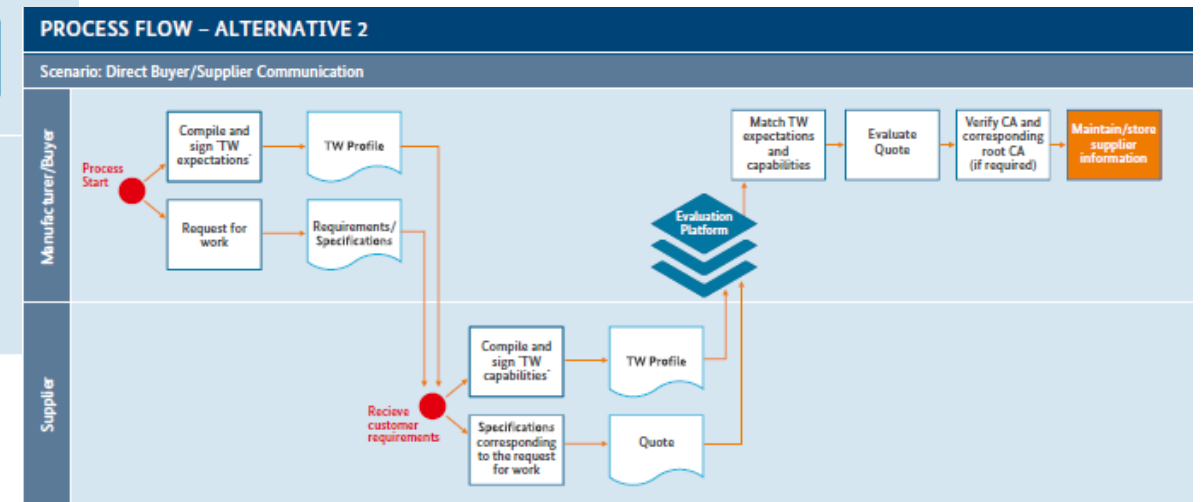 PROCESS FLOW – ALTERNATIVE 2
Scenario: Direct Buyer/Supplier Communication
Manufacturer/Buyer
Process
Start
Compile and
sign 'TW
expectations'
TW Profile
Request for
work
Requirements/
Specifications
Match TW
expectations
and
capabilities
Evaluate
Quote
Verify CA and
corresponding
root CA
(if required)
Maintain/store
supplier
information
Evaluation
Platform
Supplier
Recieve
customer
requirements
Compile and
sign 'TW
capabilities'
TW Profile
Specifications
corresponding
to the request
for work
Quote